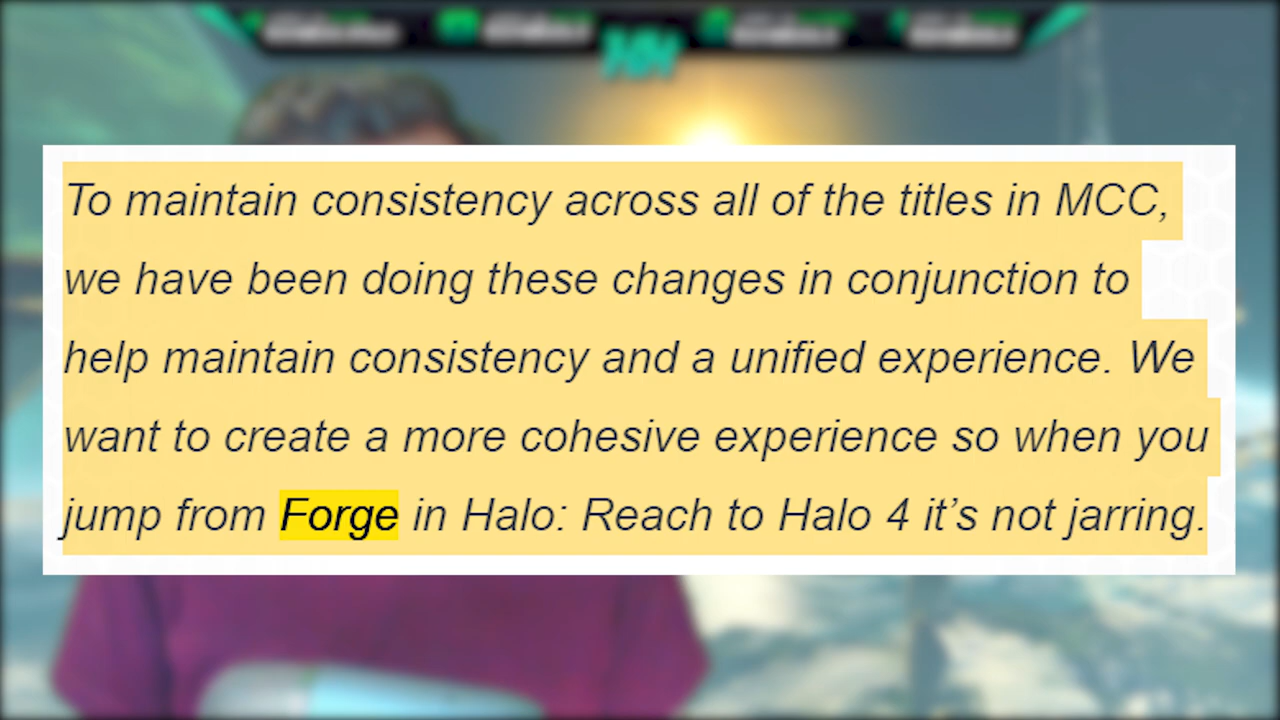 To maintain consistency across all of the titles in MCC,
we have been doing these changes in conjunction to
help maintain consistency and a unified experience. We
want to create a more cohesive experience so when you
jump from Forge in Halo: Reach to Halo 4 it’s not jarring.